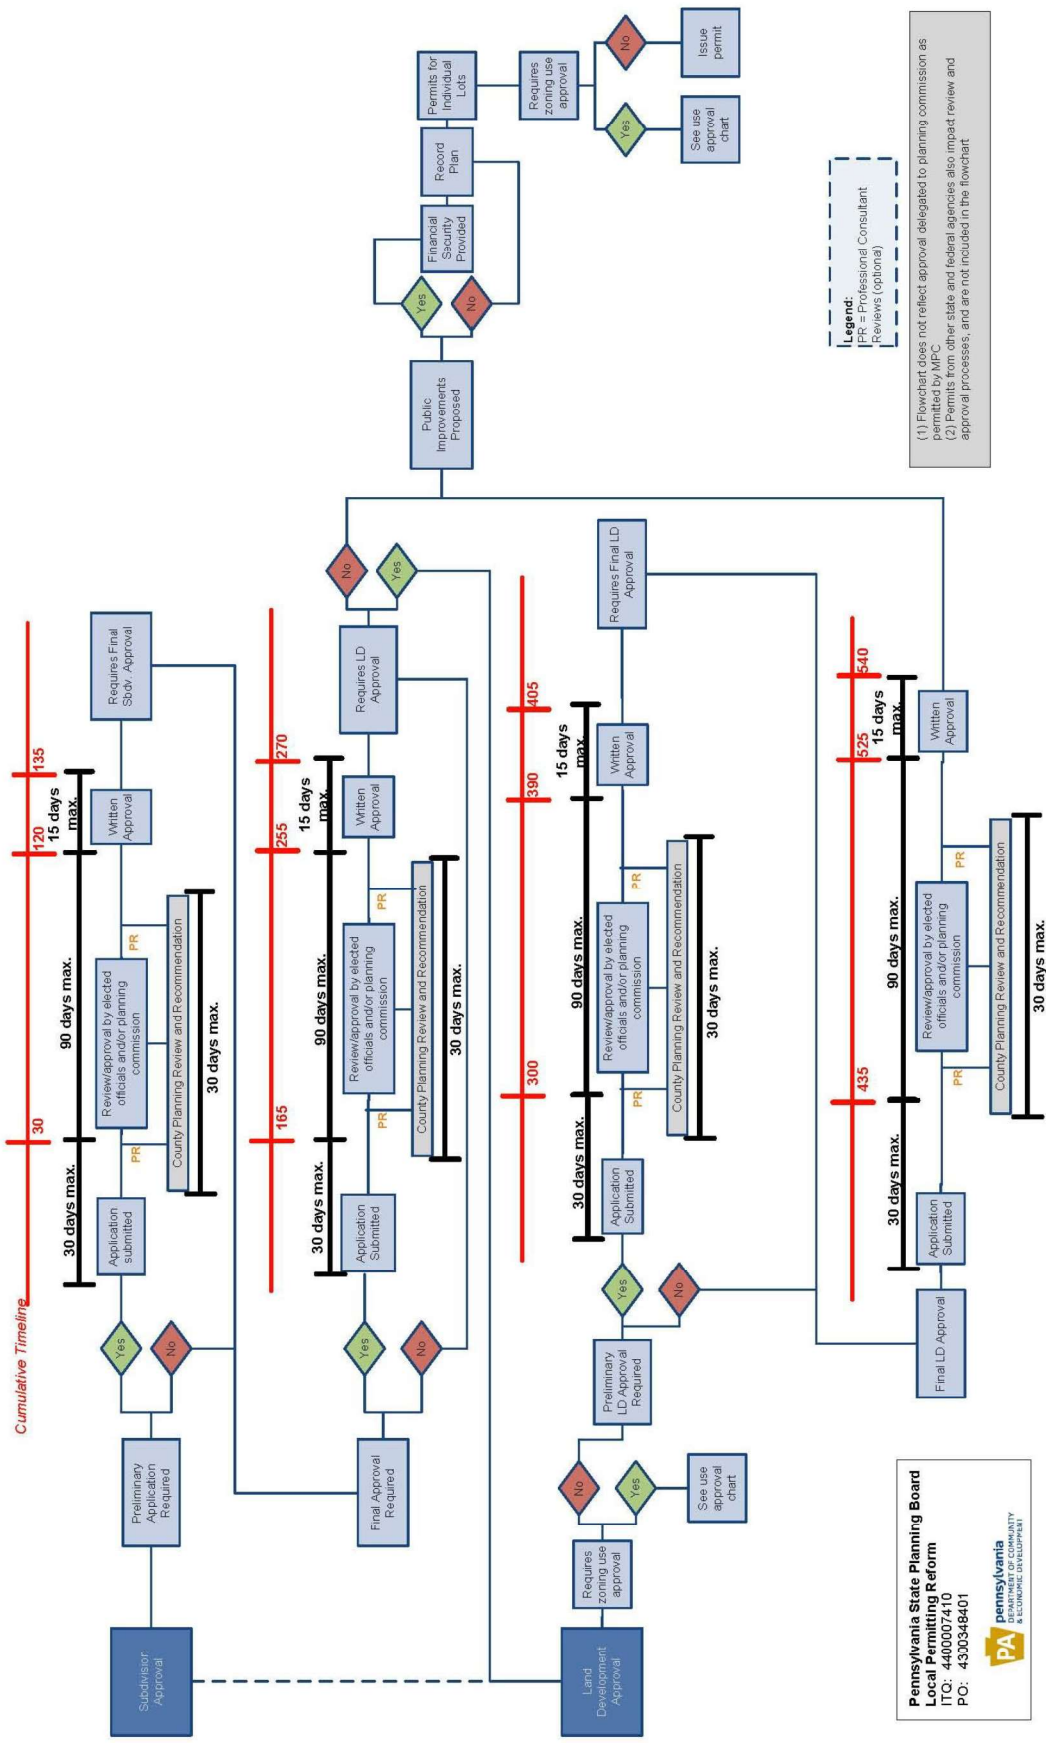 Cumulative Timeline
30
120
135
30 days max.
90 days max.
15 days
max.
Subdivision
Approval
Preliminary
Application
Required
Yes
No
Application
submitted
PR
Review/approval by elected
officials and/or planning
commission
PR
County Planning Review and Recommendation
30 days max.
Written
Approval
Requires Final
Sbdv. Approval
165
255
270
30 days max.
90 days max.
15 days
max.
Final Approval
Required
Yes
No
Application
Submitted
PR
Review/approval by elected
officials and/or planning
commission
PR
County Planning Review and Recommendation
30 days max.
Written
Approval
Requires LD
Approval
No
Yes
Public
Improvements
Proposed
Yes
No
Financial
Security
Provided
Record
Plan
Permits for
Individual
Lots
Requires
zoning use
approval
Yes
No
See use
approval
chart
Issue
permit
300
390
405
30 days max.
90 days max.
15 days
max.
Land
Development
Approval
Requires
zoning use
approval
No
Yes
See use
approval
chart
Preliminary
LD Approval
Required
Yes
No
Application
Submitted
PR
Review/approval by elected
officials and/or planning
commission
PR
County Planning Review and Recommendation
30 days max.
Written
Approval
Requires Final LD
Approval
435
525
540
30 days max.
90 days max.
15 days
max.
Final LD Approval
Application
Submitted
PR
Review/approval by elected
officials and/or planning
commission
PR
County Planning Review and Recommendation
30 days max.
Written
Approval
Legend:
PR = Professional Consultant
Reviews (optional)
(1) Flowchart does not reflect approval delegated to planning commission as
permitted by MPC
(2) Permits from other state and federal agencies also impact review and
approval processes, and are not included in the flowchart
Pennsylvania State Planning Board
Local Permitting Reform
ITQ: 4400007410
PO: 4300348401
PA
pennsylvania
DEPARTMENT OF COMMUNITY
& ECONOMIC DEVELOPMENT